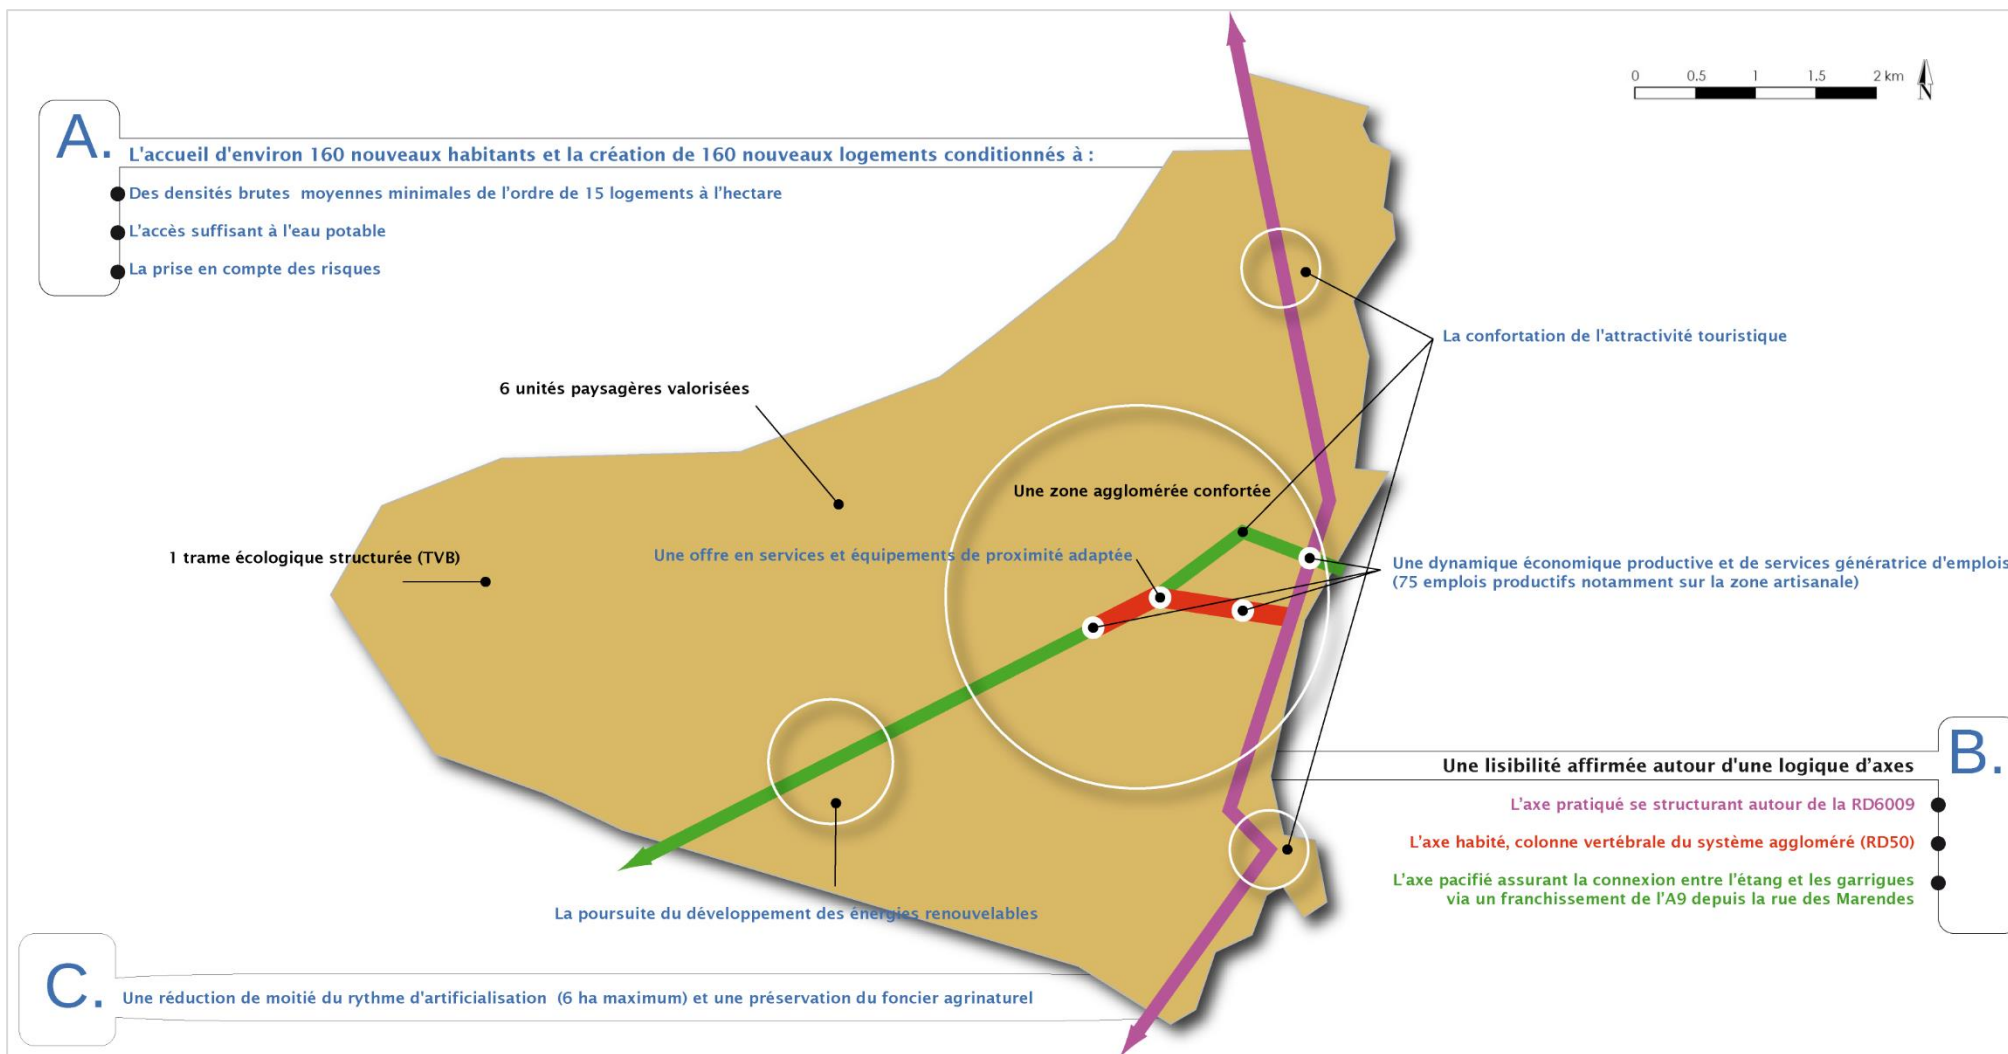 0 0.5 1 1.5 2 km
N
A.
L'accueil d'environ 160 nouveaux habitants et la création de 160 nouveaux logements conditionnés à :
Des densités brutes moyennes minimales de l'ordre de 15 logements à l'hectare
L'accès suffisant à l'eau potable
La prise en compte des risques
La confortation de l'attractivité touristique
6 unités paysagères valorisées
Une zone agglomérée confortée
1 trame écologique structurée (TVB)
Une offre en services et équipements de proximité adaptée
Une dynamique économique productive et de services génératrice d'emplois
(75 emplois productifs notamment sur la zone artisanale)
B.
Une lisibilité affirmée autour d'une logique d'axes
L'axe pratiqué se structurant autour de la RD6009
L'axe habité, colonne vertébrale du système aggloméré (RD50)
L'axe pacifié assurant la connexion entre l'étang et les garrigues
via un franchissement de l'A9 depuis la rue des Marendes
La poursuite du développement des énergies renouvelables
C.
Une réduction de moitié du rythme d'artificialisation (6 ha maximum) et une préservation du foncier agrinaturel